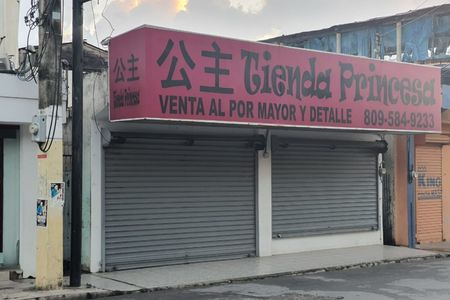 公主
Tienda Princesa
公主 Tienda Princesa
VENTA AL POR MAYOR Y DETALLE 809-584-9233
KING